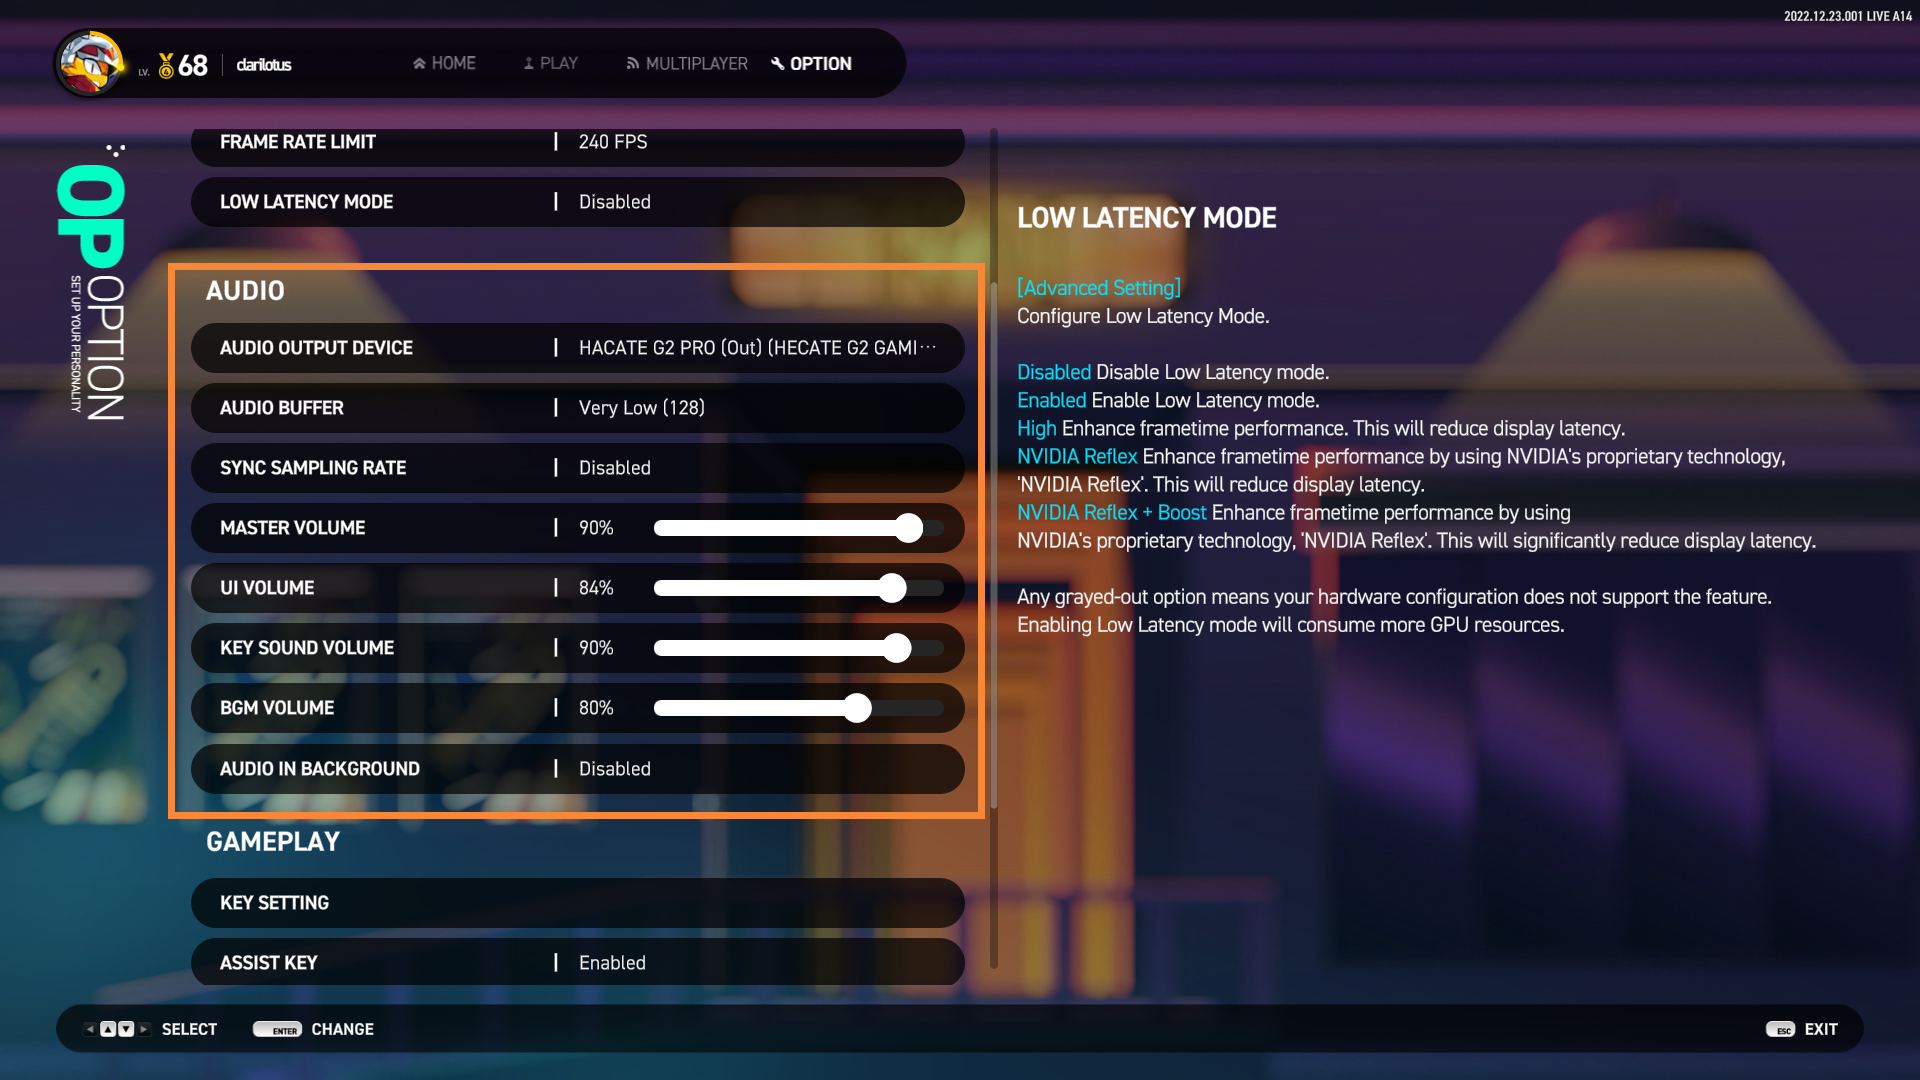 2022.12.23.001 LIVE A14
LV. 68 clarilotus HOME PLAY MULTIPLAYER OPTION
OP OPTION
SET UP YOUR PERSONALITY
FRAME RATE LIMIT 240 FPS
LOW LATENCY MODE Disabled
AUDIO
AUDIO OUTPUT DEVICE HACATE G2 PRO (Out) (HECATE G2 GAMI···
AUDIO BUFFER Very Low (128)
SYNC SAMPLING RATE Disabled
MASTER VOLUME 90%
UI VOLUME 84%
KEY SOUND VOLUME 90%
BGM VOLUME 80%
AUDIO IN BACKGROUND Disabled
GAMEPLAY
KEY SETTING
ASSIST KEY Enabled
LOW LATENCY MODE
[Advanced Setting]
Configure Low Latency Mode.
Disabled Disable Low Latency mode.
Enabled Enable Low Latency mode.
High Enhance frametime performance. This will reduce display latency.
NVIDIA Reflex Enhance frametime performance by using NVIDIA's proprietary technology,
'NVIDIA Reflex'. This will reduce display latency.
NVIDIA Reflex + Boost Enhance frametime performance by using
NVIDIA's proprietary technology, 'NVIDIA Reflex'. This will significantly reduce display latency.
Any grayed-out option means your hardware configuration does not support the feature.
Enabling Low Latency mode will consume more GPU resources.
SELECT ENTER CHANGE ESC EXIT